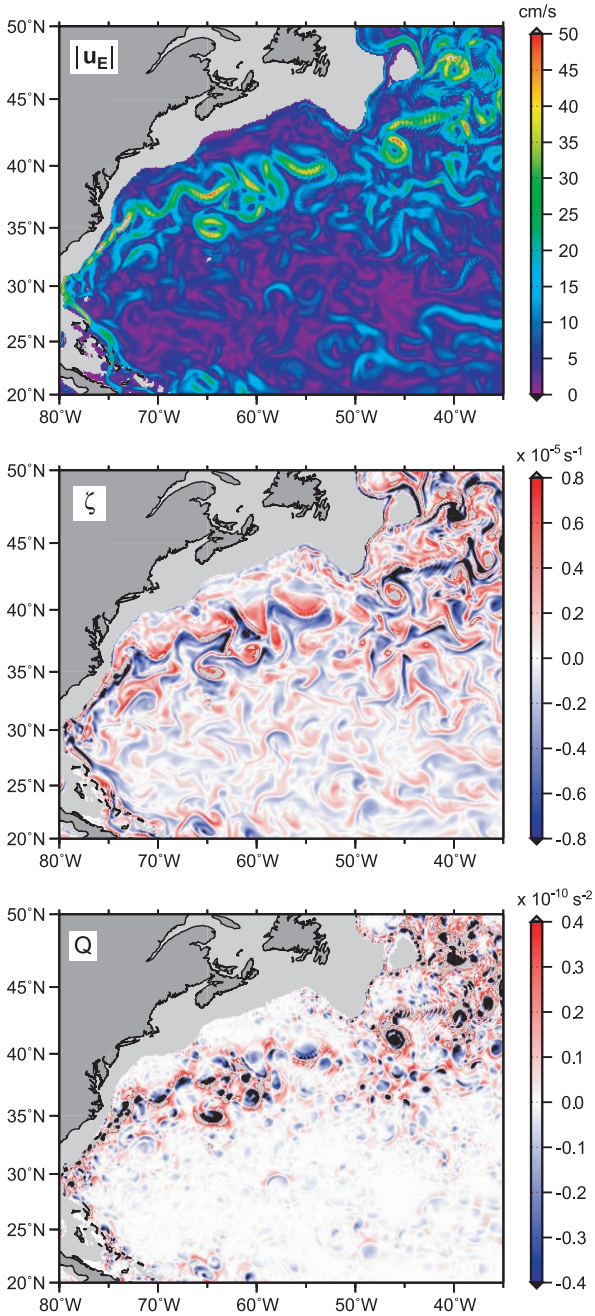 cm/s
|u_E|
50˚N
45˚N
40˚N
35˚N
30˚N
25˚N
20˚N
80˚W 70˚W 60˚W 50˚W 40˚W
50
45
40
35
30
25
20
15
10
5
0
x 10⁻⁵ s⁻¹
ζ
50˚N
45˚N
40˚N
35˚N
30˚N
25˚N
20˚N
80˚W 70˚W 60˚W 50˚W 40˚W
0.8
0.6
0.4
0.2
0.0
-0.2
-0.4
-0.6
-0.8
x 10⁻¹⁰ s⁻²
Q
50˚N
45˚N
40˚N
35˚N
30˚N
25˚N
20˚N
80˚W 70˚W 60˚W 50˚W 40˚W
0.4
0.3
0.2
0.1
0.0
-0.1
-0.2
-0.3
-0.4